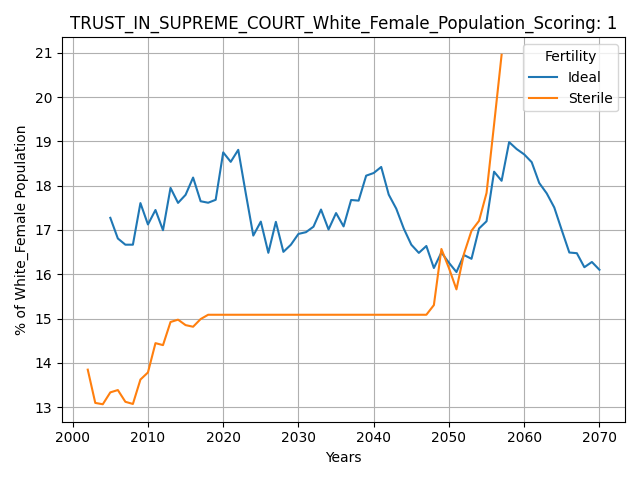 TRUST_IN_SUPREME_COURT_White_Female_Population_Scoring: 1
Fertility
Ideal
Sterile
% of White_Female Population
21
20
19
18
17
16
15
14
13
2000 2010 2020 2030 2040 2050 2060 2070
Years